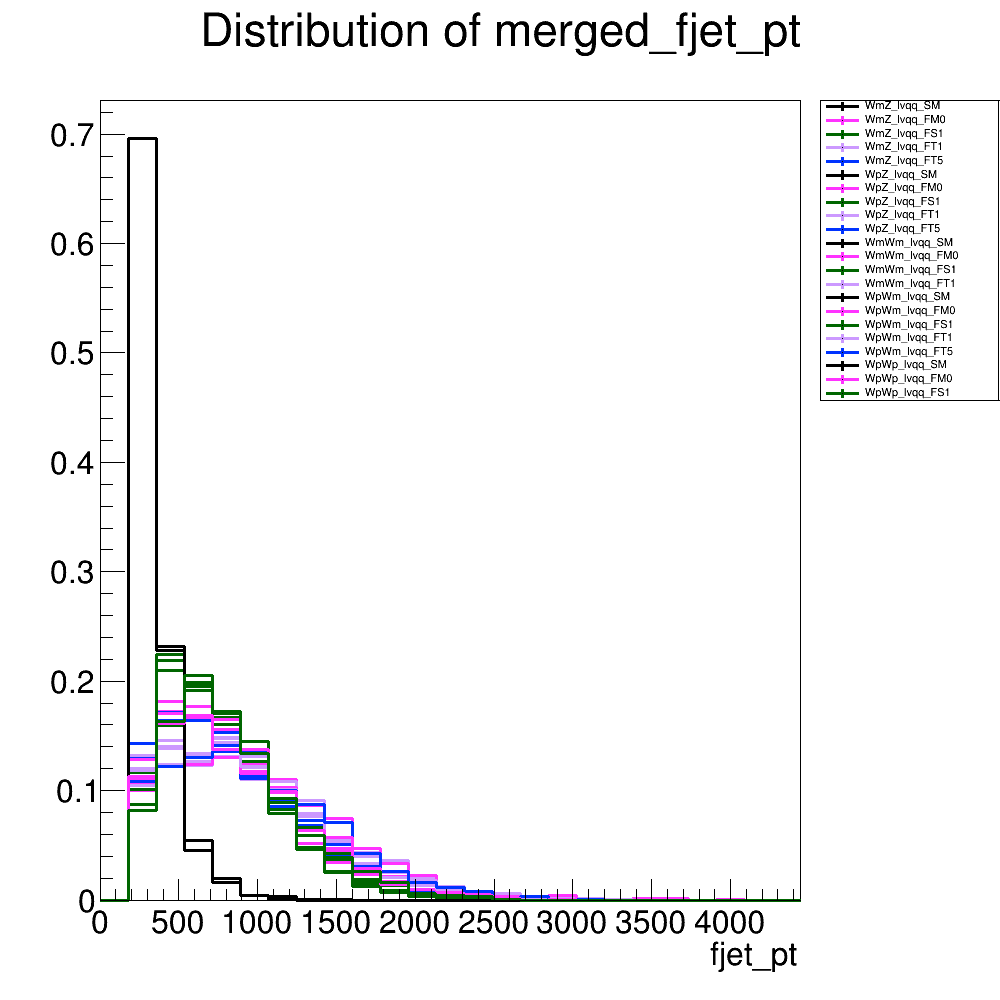 Distribution of merged_fjet_pt
WmZ_lvqq_SM
WmZ_lvqq_FM0
WmZ_lvqq_FS1
WmZ_lvqq_FT1
WmZ_lvqq_FT5
WpZ_lvqq_SM
WpZ_lvqq_FM0
WpZ_lvqq_FS1
WpZ_lvqq_FT1
WpZ_lvqq_FT5
WmWm_lvqq_SM
WmWm_lvqq_FM0
WmWm_lvqq_FS1
WmWm_lvqq_FT1
WpWm_lvqq_SM
WpWm_lvqq_FM0
WpWm_lvqq_FS1
WpWm_lvqq_FT1
WpWm_lvqq_FT5
WpWp_lvqq_SM
WpWp_lvqq_FM0
WpWp_lvqq_FS1
0.7
0.6
0.5
0.4
0.3
0.2
0.1
0
0 500 1000 1500 2000 2500 3000 3500 4000
fjet_pt